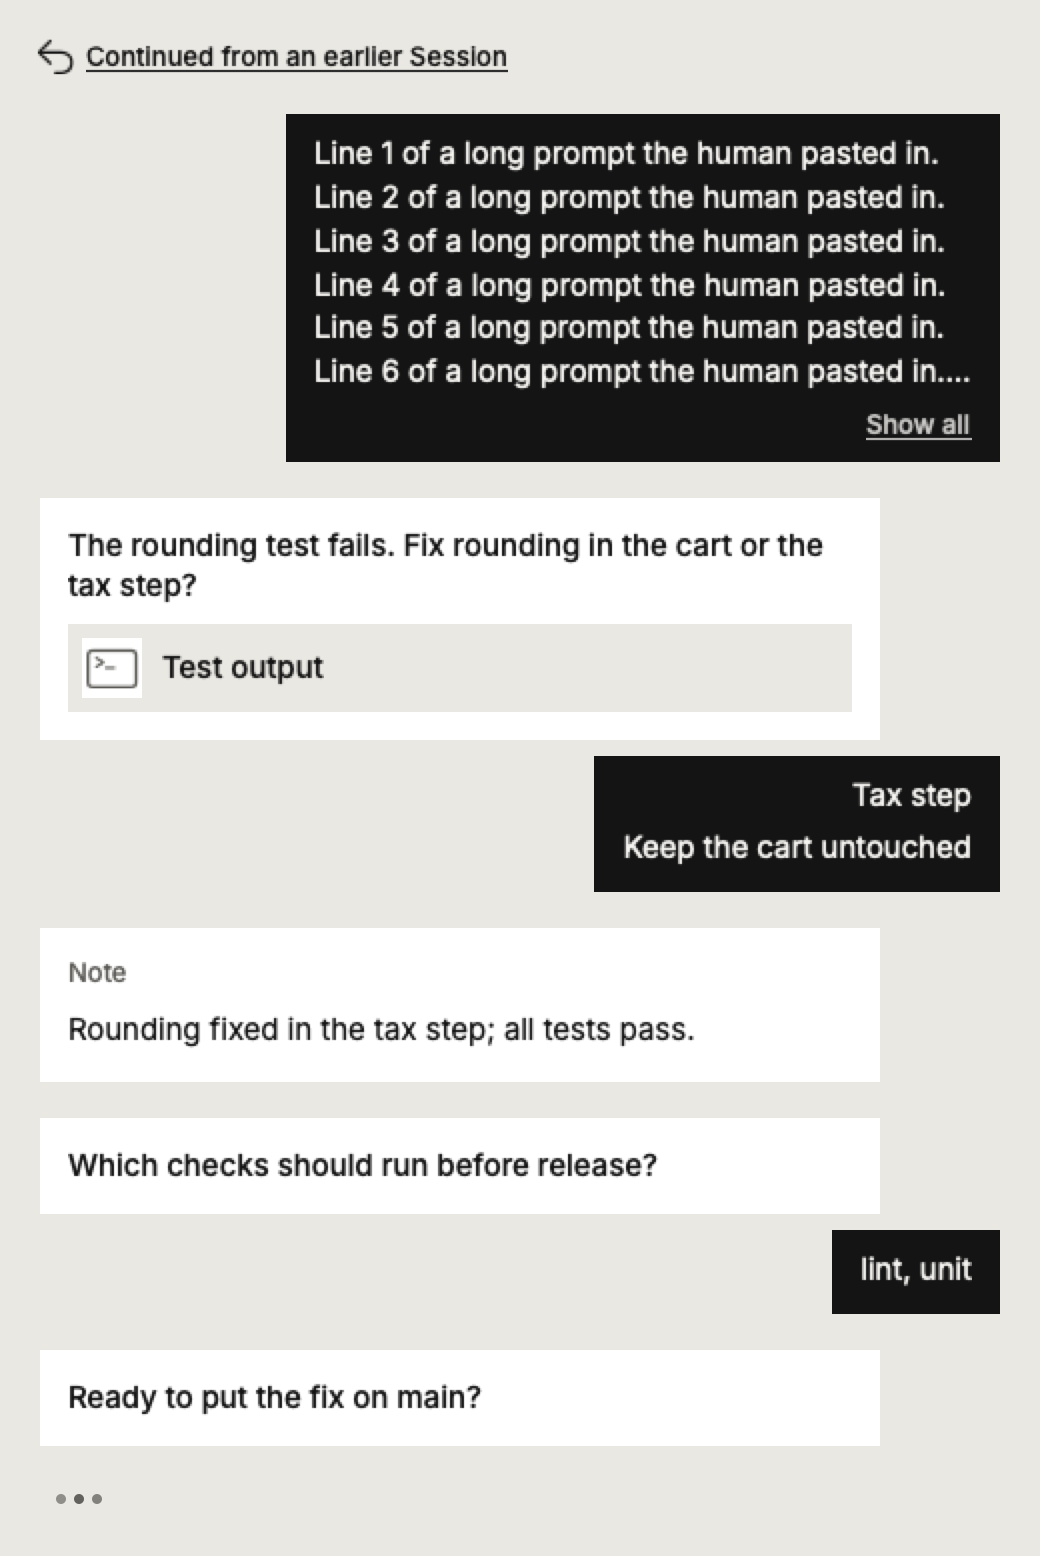 Continued from an earlier Session
Line 1 of a long prompt the human pasted in.
Line 2 of a long prompt the human pasted in.
Line 3 of a long prompt the human pasted in.
Line 4 of a long prompt the human pasted in.
Line 5 of a long prompt the human pasted in.
Line 6 of a long prompt the human pasted in....
Show all
The rounding test fails. Fix rounding in the cart or the
tax step?
>_
Test output
Tax step
Keep the cart untouched
Note
Rounding fixed in the tax step; all tests pass.
Which checks should run before release?
lint, unit
Ready to put the fix on main?